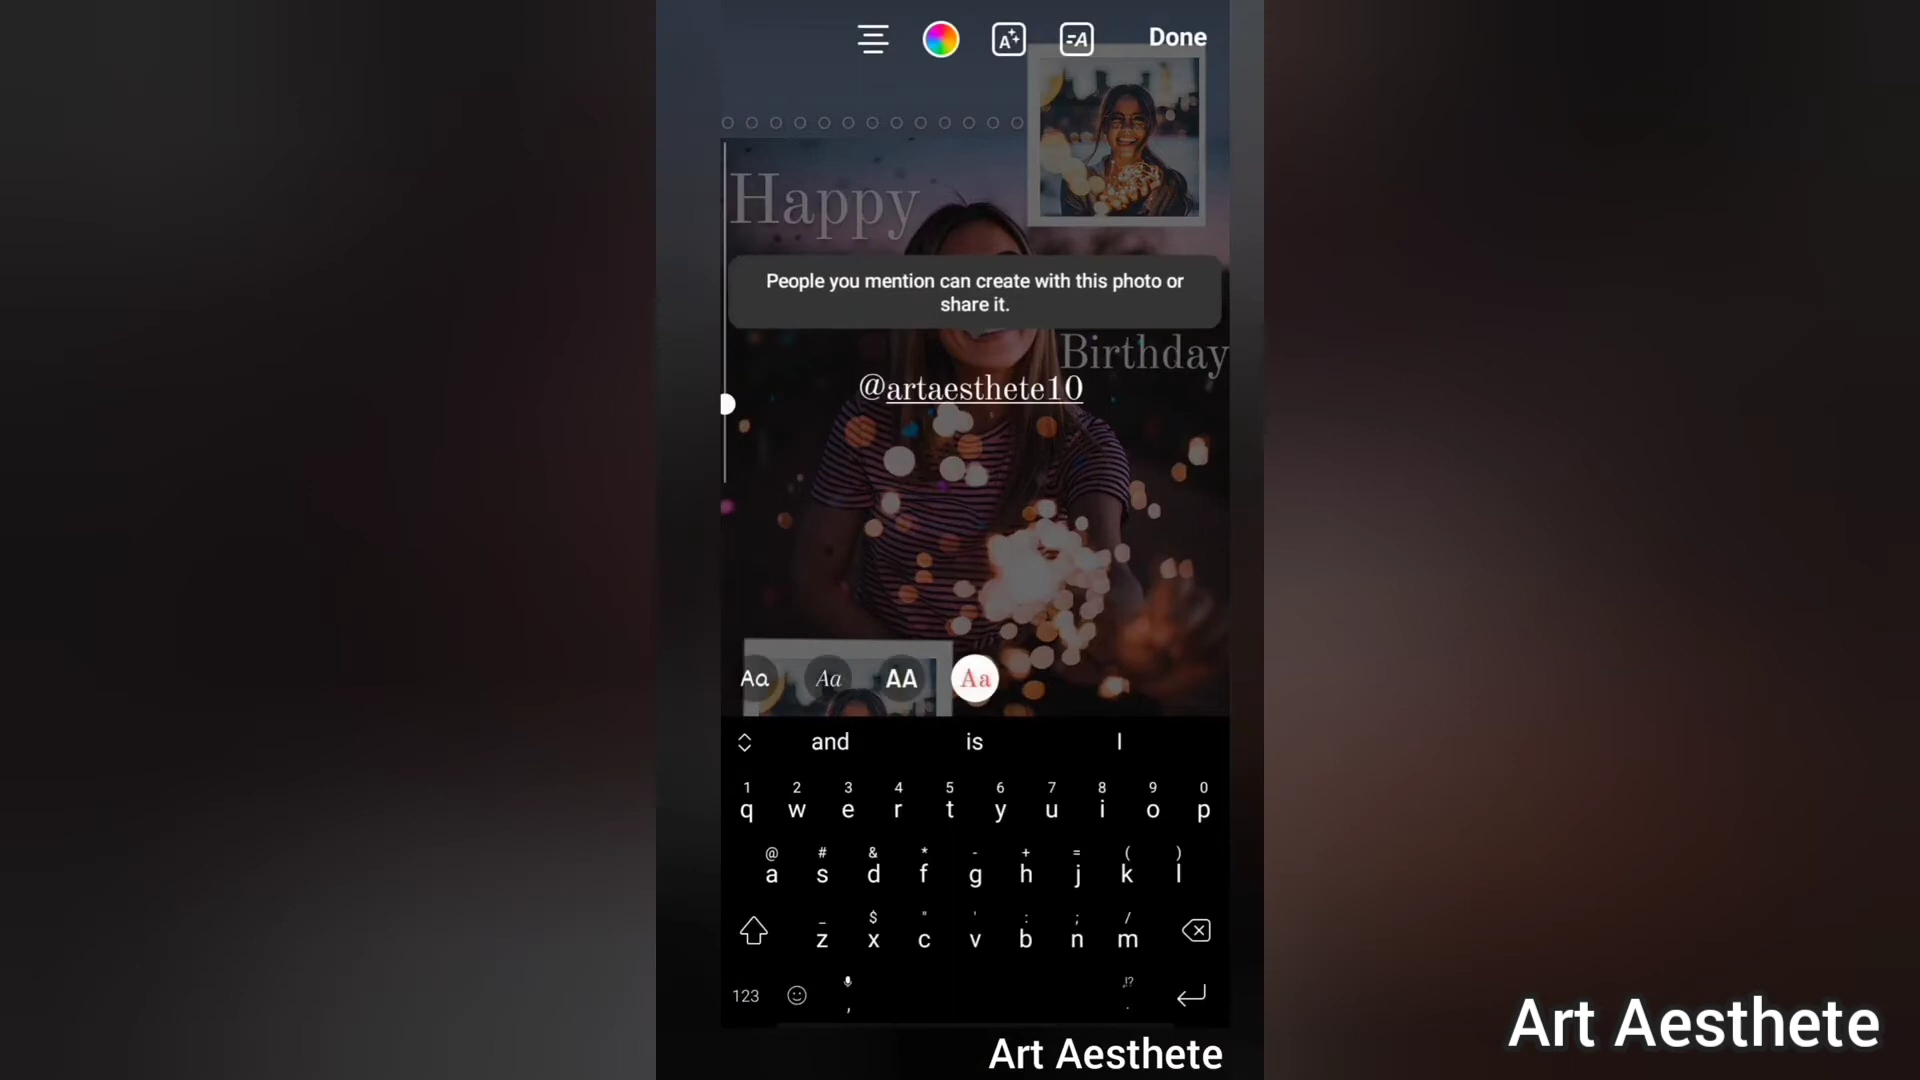 Done
Happy
People you mention can create with this photo or
share it.
Birthday
@artaesthete10
Aa Aa AA Aa
and is I
1 2 3 4 5 6 7 8 9 0
q w e r t y u i o p
@ # & * - + = ( )
a s d f g h j k l
_ $ " ' : ; /
z x c v b n m
,!?
123 , .
Art Aesthete
Art Aesthete